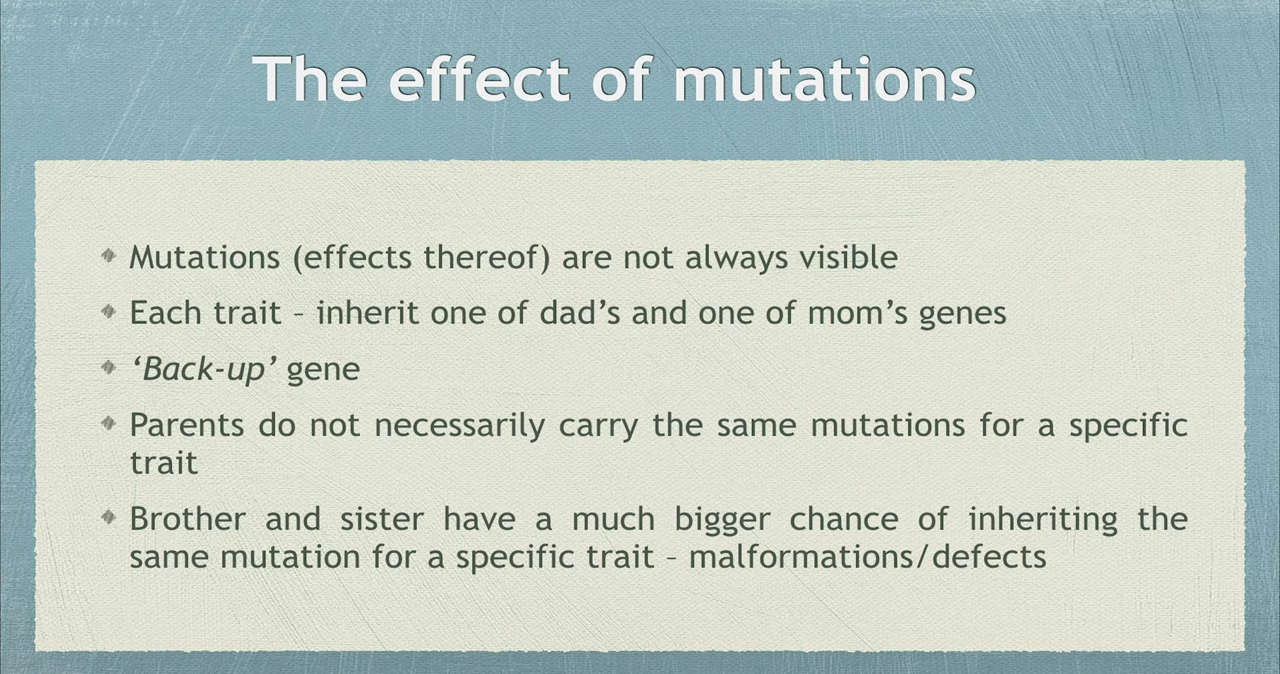 The effect of mutations
Mutations (effects thereof) are not always visible
Each trait – inherit one of dad’s and one of mom’s genes
‘Back-up’ gene
Parents do not necessarily carry the same mutations for a specific
trait
Brother and sister have a much bigger chance of inheriting the
same mutation for a specific trait – malformations/defects